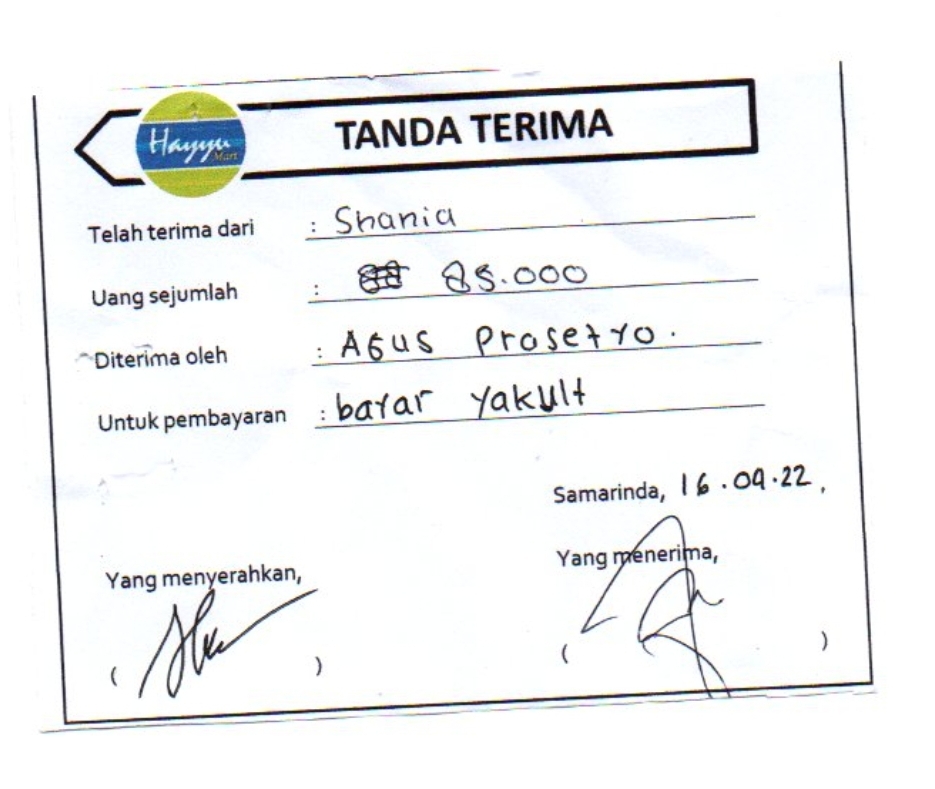 Hayyu
Mart
TANDA TERIMA
Telah terima dari : Shania
Uang sejumlah : 85.000
Diterima oleh : Agus Prasetyo.
Untuk pembayaran : bayar yakult
Samarinda, 16.09.22,
Yang menyerahkan,
Yang menerima,
( )
( )